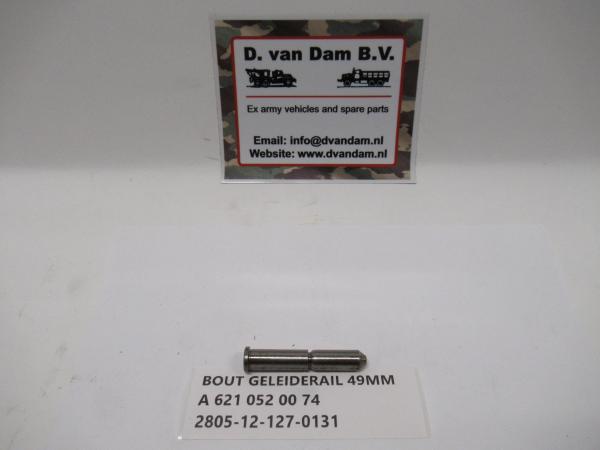 D. van Dam B.V.
Ex army vehicles and spare parts
Email: info@dvandam.nl
Website: www.dvandam.nl
BOUT GELEIDERAIL 49MM
A 621 052 00 74
2805-12-127-0131